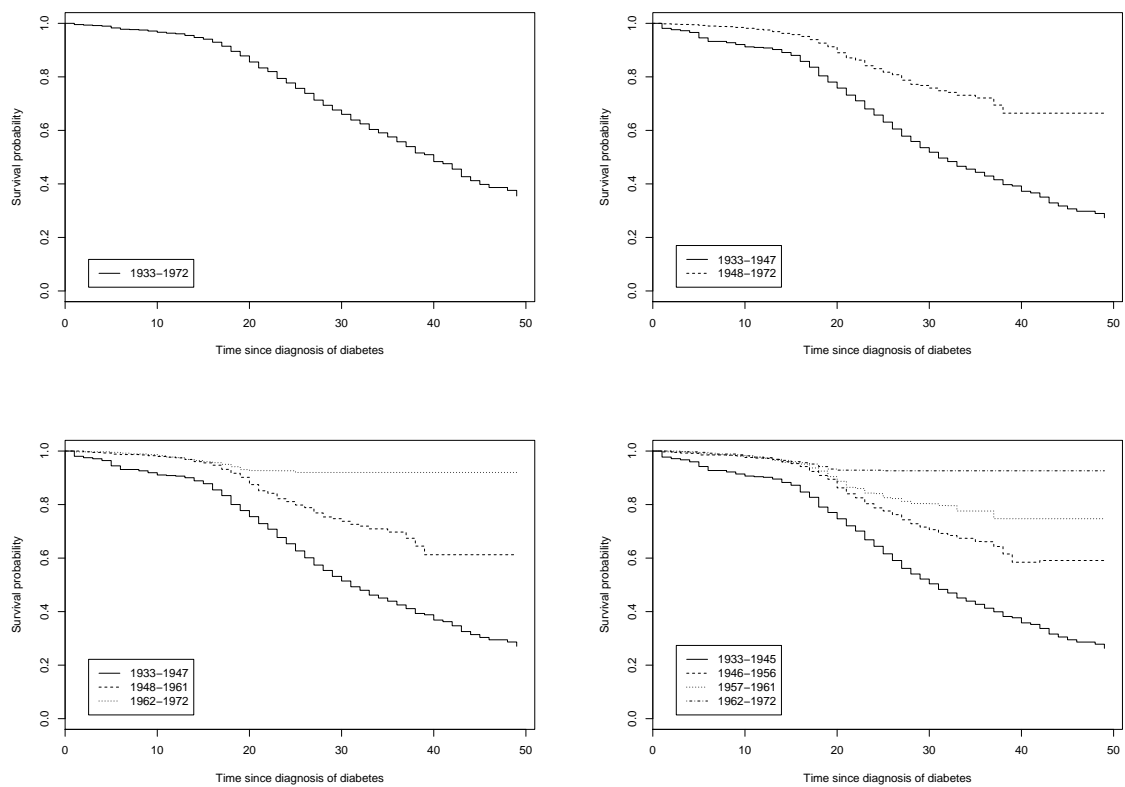 Survival probability
1.0
0.8
0.6
0.4
0.2
0.0
1933−1972
0 10 20 30 40 50
Time since diagnosis of diabetes
Survival probability
1.0
0.8
0.6
0.4
0.2
0.0
1933−1947
1948−1972
0 10 20 30 40 50
Time since diagnosis of diabetes
Survival probability
1.0
0.8
0.6
0.4
0.2
0.0
1933−1947
1948−1961
1962−1972
0 10 20 30 40 50
Time since diagnosis of diabetes
Survival probability
1.0
0.8
0.6
0.4
0.2
0.0
1933−1945
1946−1956
1957−1961
1962−1972
0 10 20 30 40 50
Time since diagnosis of diabetes